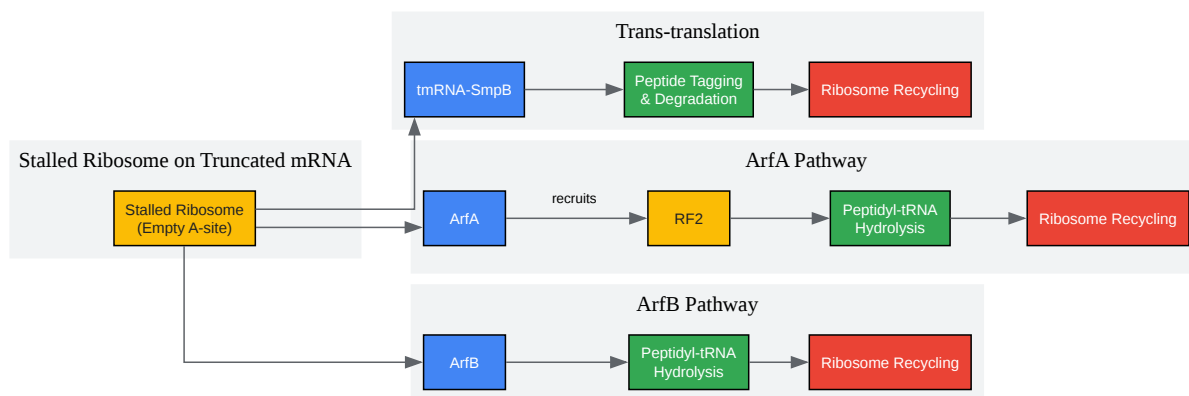 Trans-translation
tmRNA-SmpB
Peptide Tagging
& Degradation
Ribosome Recycling
Stalled Ribosome on Truncated mRNA
Stalled Ribosome
(Empty A-site)
ArfA Pathway
ArfA
recruits
RF2
Peptidyl-tRNA
Hydrolysis
Ribosome Recycling
ArfB Pathway
ArfB
Peptidyl-tRNA
Hydrolysis
Ribosome Recycling